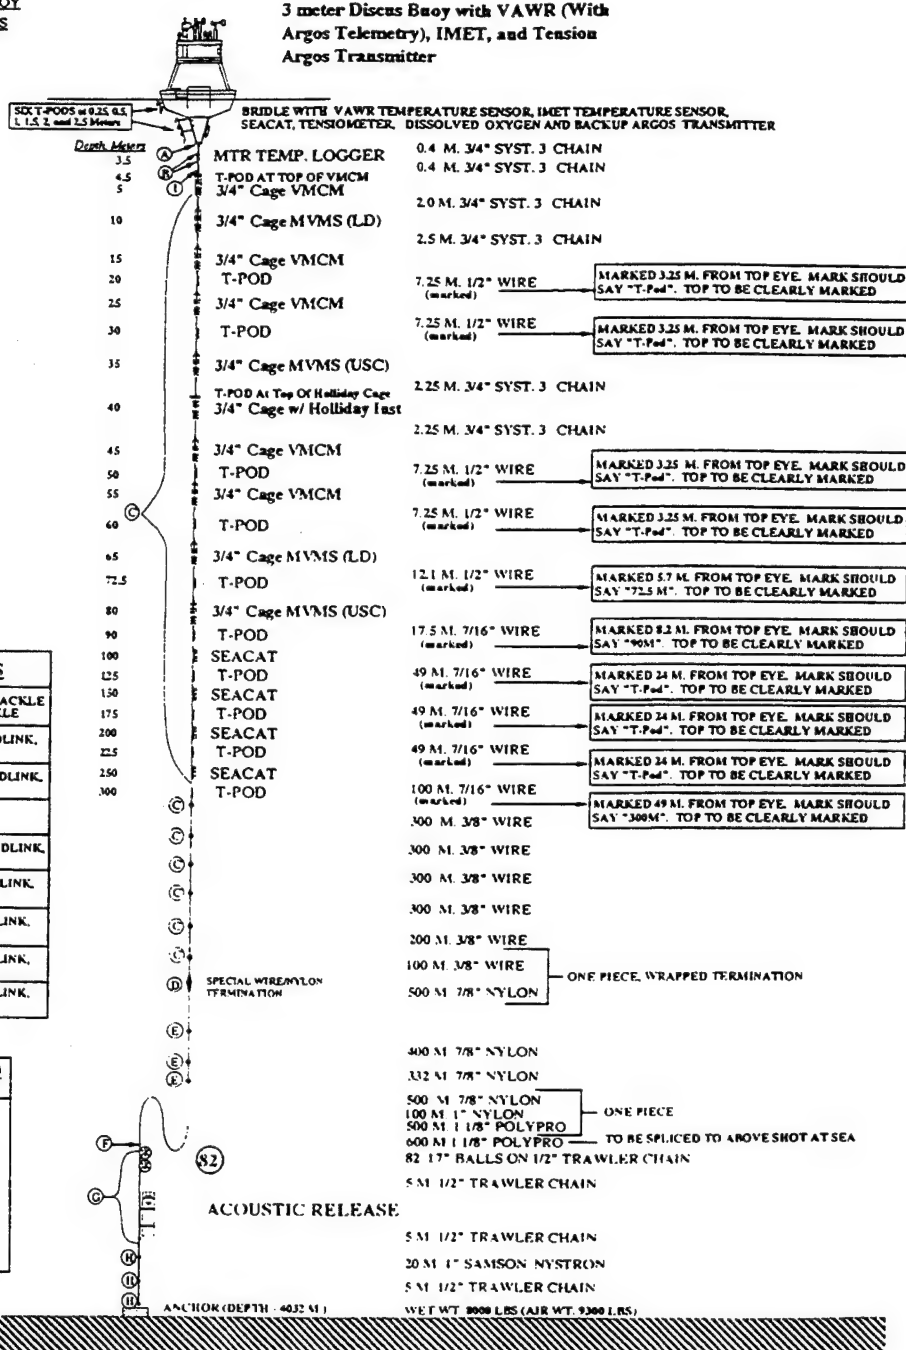 OY
S
3 meter Discus Buoy with VAWR (With
Argos Telemetry), IMET, and Tension
Argos Transmitter
SIX T-PODS at 0.25, 0.5,
1, 1.5, 2, and 2.5 Meters
BRIDLE WITH VAWR TEMPERATURE SENSOR, IMET TEMPERATURE SENSOR,
SEACAT, TENSIOMETER, DISSOLVED OXYGEN AND BACKUP ARGOS TRANSMITTER
Depth, Meters
A
0.4 M. 3/4" SYST. 3 CHAIN
3.5 MTR TEMP. LOGGER
B
0.4 M. 3/4" SYST. 3 CHAIN
4.5 T-POD AT TOP OF VMCM
I
5 3/4" Cage VMCM
2.0 M. 3/4" SYST. 3 CHAIN
10 3/4" Cage MVMS (LD)
2.5 M. 3/4" SYST. 3 CHAIN
15 3/4" Cage VMCM
20 T-POD 7.25 M. 1/2" WIRE
(marked)
MARKED 3.25 M. FROM TOP EYE. MARK SHOULD
SAY "T-Pod". TOP TO BE CLEARLY MARKED
25 3/4" Cage VMCM
30 T-POD 7.25 M. 1/2" WIRE
(marked)
MARKED 3.25 M. FROM TOP EYE. MARK SHOULD
SAY "T-Pod". TOP TO BE CLEARLY MARKED
35 3/4" Cage MVMS (USC)
2.25 M. 3/4" SYST. 3 CHAIN
T-POD At Top Of Holliday Cage
40 3/4" Cage w/ Holliday Inst
2.25 M. 3/4" SYST. 3 CHAIN
45 3/4" Cage VMCM
50 T-POD 7.25 M. 1/2" WIRE
(marked)
MARKED 3.25 M. FROM TOP EYE. MARK SHOULD
SAY "T-Pod". TOP TO BE CLEARLY MARKED
55 3/4" Cage VMCM
C
60 T-POD 7.25 M. 1/2" WIRE
(marked)
MARKED 3.25 M. FROM TOP EYE. MARK SHOULD
SAY "T-Pod". TOP TO BE CLEARLY MARKED
65 3/4" Cage MVMS (LD)
72.5 T-POD 12.1 M. 1/2" WIRE
(marked)
MARKED 5.7 M. FROM TOP EYE. MARK SHOULD
SAY "72.5 M". TOP TO BE CLEARLY MARKED
80 3/4" Cage MVMS (USC)
90 T-POD 17.5 M. 7/16" WIRE
(marked)
MARKED 8.2 M. FROM TOP EYE. MARK SHOULD
SAY "90M". TOP TO BE CLEARLY MARKED
100 SEACAT
125 T-POD 49 M. 7/16" WIRE
(marked)
MARKED 24 M. FROM TOP EYE. MARK SHOULD
SAY "T-Pod". TOP TO BE CLEARLY MARKED
150 SEACAT
175 T-POD 49 M. 7/16" WIRE
(marked)
MARKED 24 M. FROM TOP EYE. MARK SHOULD
SAY "T-Pod". TOP TO BE CLEARLY MARKED
200 SEACAT
225 T-POD 49 M. 7/16" WIRE
(marked)
MARKED 24 M. FROM TOP EYE. MARK SHOULD
SAY "T-Pod". TOP TO BE CLEARLY MARKED
250 SEACAT
300 T-POD 100 M. 7/16" WIRE
(marked)
MARKED 49 M. FROM TOP EYE. MARK SHOULD
SAY "300M". TOP TO BE CLEARLY MARKED
S
ACKLE
LE
DLINK,
DLINK,
DLINK,
LINK,
LINK,
LINK,
LINK,
C
300 M. 3/8" WIRE
C
300 M. 3/8" WIRE
C
300 M. 3/8" WIRE
C
300 M. 3/8" WIRE
C
200 M. 3/8" WIRE
C
100 M. 3/8" WIRE
ONE PIECE, WRAPPED TERMINATION
D SPECIAL WIRE/NYLON
TERMINATION
500 M 7/8" NYLON
E
400 M 7/8" NYLON
E
332 M 7/8" NYLON
E
500 M 7/8" NYLON
100 M 1" NYLON
ONE PIECE
500 M 1 1/8" POLYPRO
600 M 1 1/8" POLYPRO TO BE SPLICED TO ABOVE SHOT AT SEA
F
82
82 17" BALLS ON 1/2" TRAWLER CHAIN
5 M 1/2" TRAWLER CHAIN
G
ACOUSTIC RELEASE
5 M 1/2" TRAWLER CHAIN
H
20 M 1" SAMSON NYSTRON
H
5 M 1/2" TRAWLER CHAIN
H
ANCHOR (DEPTH - 4032 M) WET WT. 8000 LBS (AIR WT. 9300 LBS)